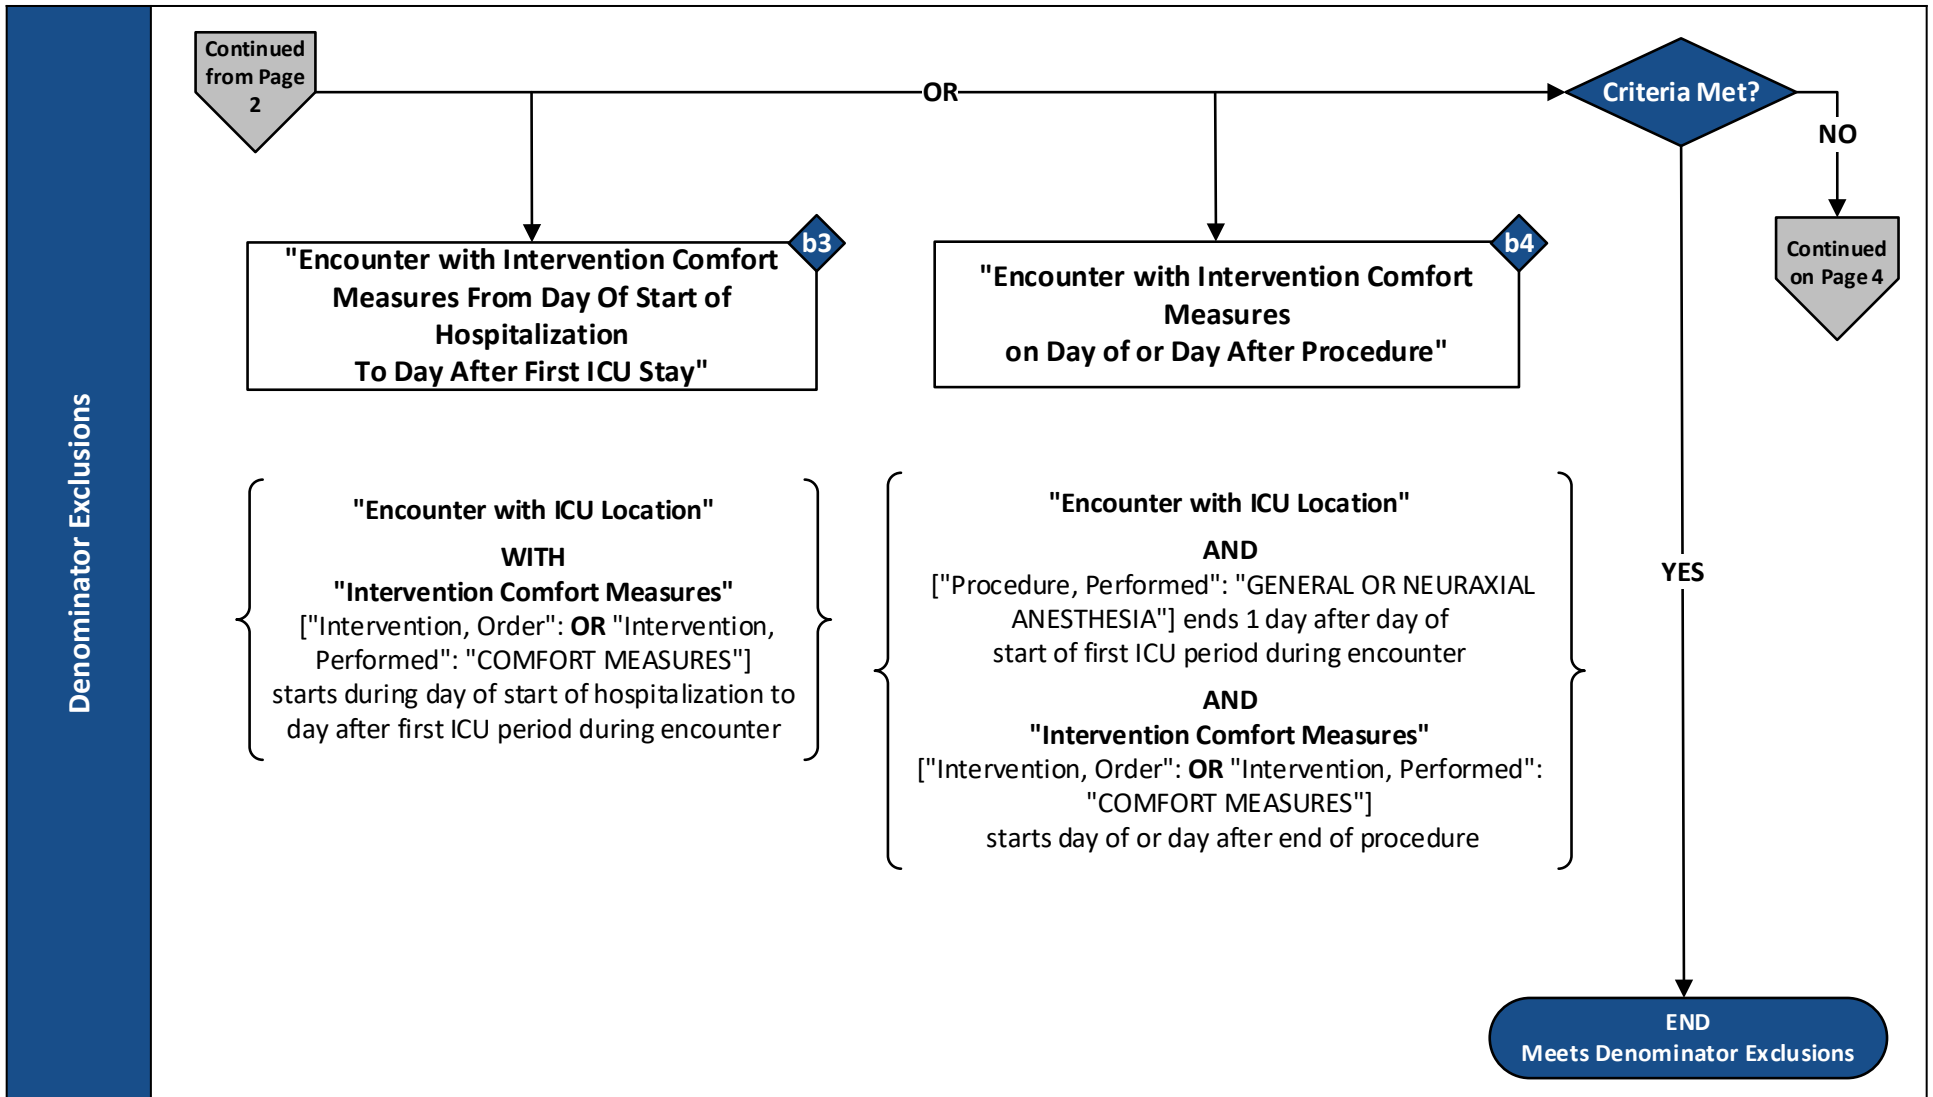 Denominator Exclusions
Continued
from Page
2
OR
Criteria Met?
NO
Continued
on Page 4
b3
"Encounter with Intervention Comfort
Measures From Day Of Start of
Hospitalization
To Day After First ICU Stay"
b4
"Encounter with Intervention Comfort
Measures
on Day of or Day After Procedure"
"Encounter with ICU Location"
WITH
"Intervention Comfort Measures"
["Intervention, Order": OR "Intervention,
Performed": "COMFORT MEASURES"]
starts during day of start of hospitalization to
day after first ICU period during encounter
"Encounter with ICU Location"
AND
["Procedure, Performed": "GENERAL OR NEURAXIAL
ANESTHESIA"] ends 1 day after day of
start of first ICU period during encounter
AND
"Intervention Comfort Measures"
["Intervention, Order": OR "Intervention, Performed":
"COMFORT MEASURES"]
starts day of or day after end of procedure
YES
END
Meets Denominator Exclusions